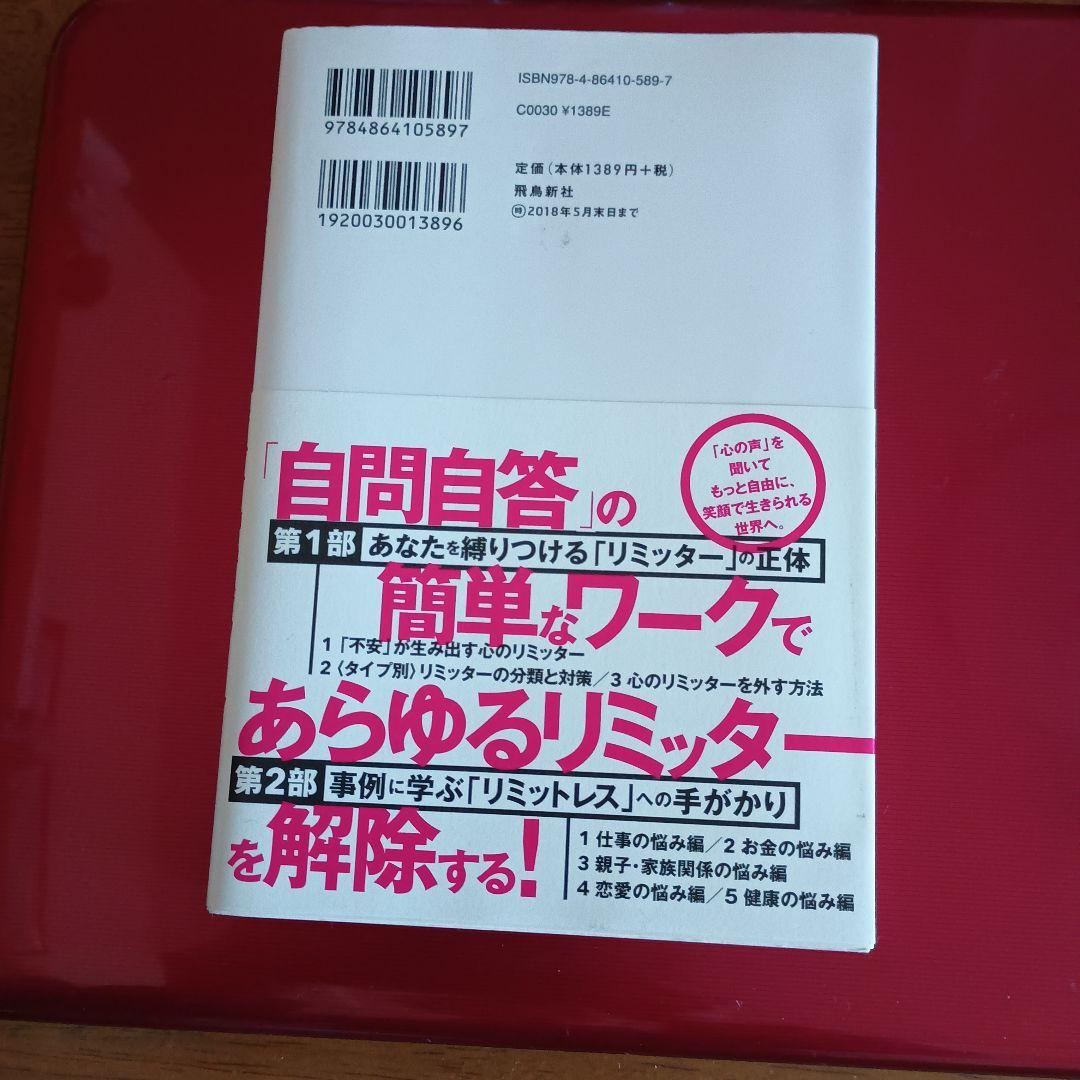 ISBN978-4-86410-589-7
C0030 ¥1389E
9784864105897
定価(本体1389円+税)
飛鳥新社
時2018年5月末日まで
1920030013896
「心の声」を
聞いて
もっと自由に、
笑顔で生きられる
世界へ。
「自問自答」の
第1部 あなたを縛りつける「リミッター」の正体
簡単なワークで
1「不安」が生み出す心のリミッター
2〈タイプ別〉リミッターの分類と対策/3 心のリミッターを外す方法
あらゆるリミッター
第2部 事例に学ぶ「リミットレス」への手がかり
を解除する!
1 仕事の悩み編/2 お金の悩み編
3 親子・家族関係の悩み編
4 恋愛の悩み編/5 健康の悩み編